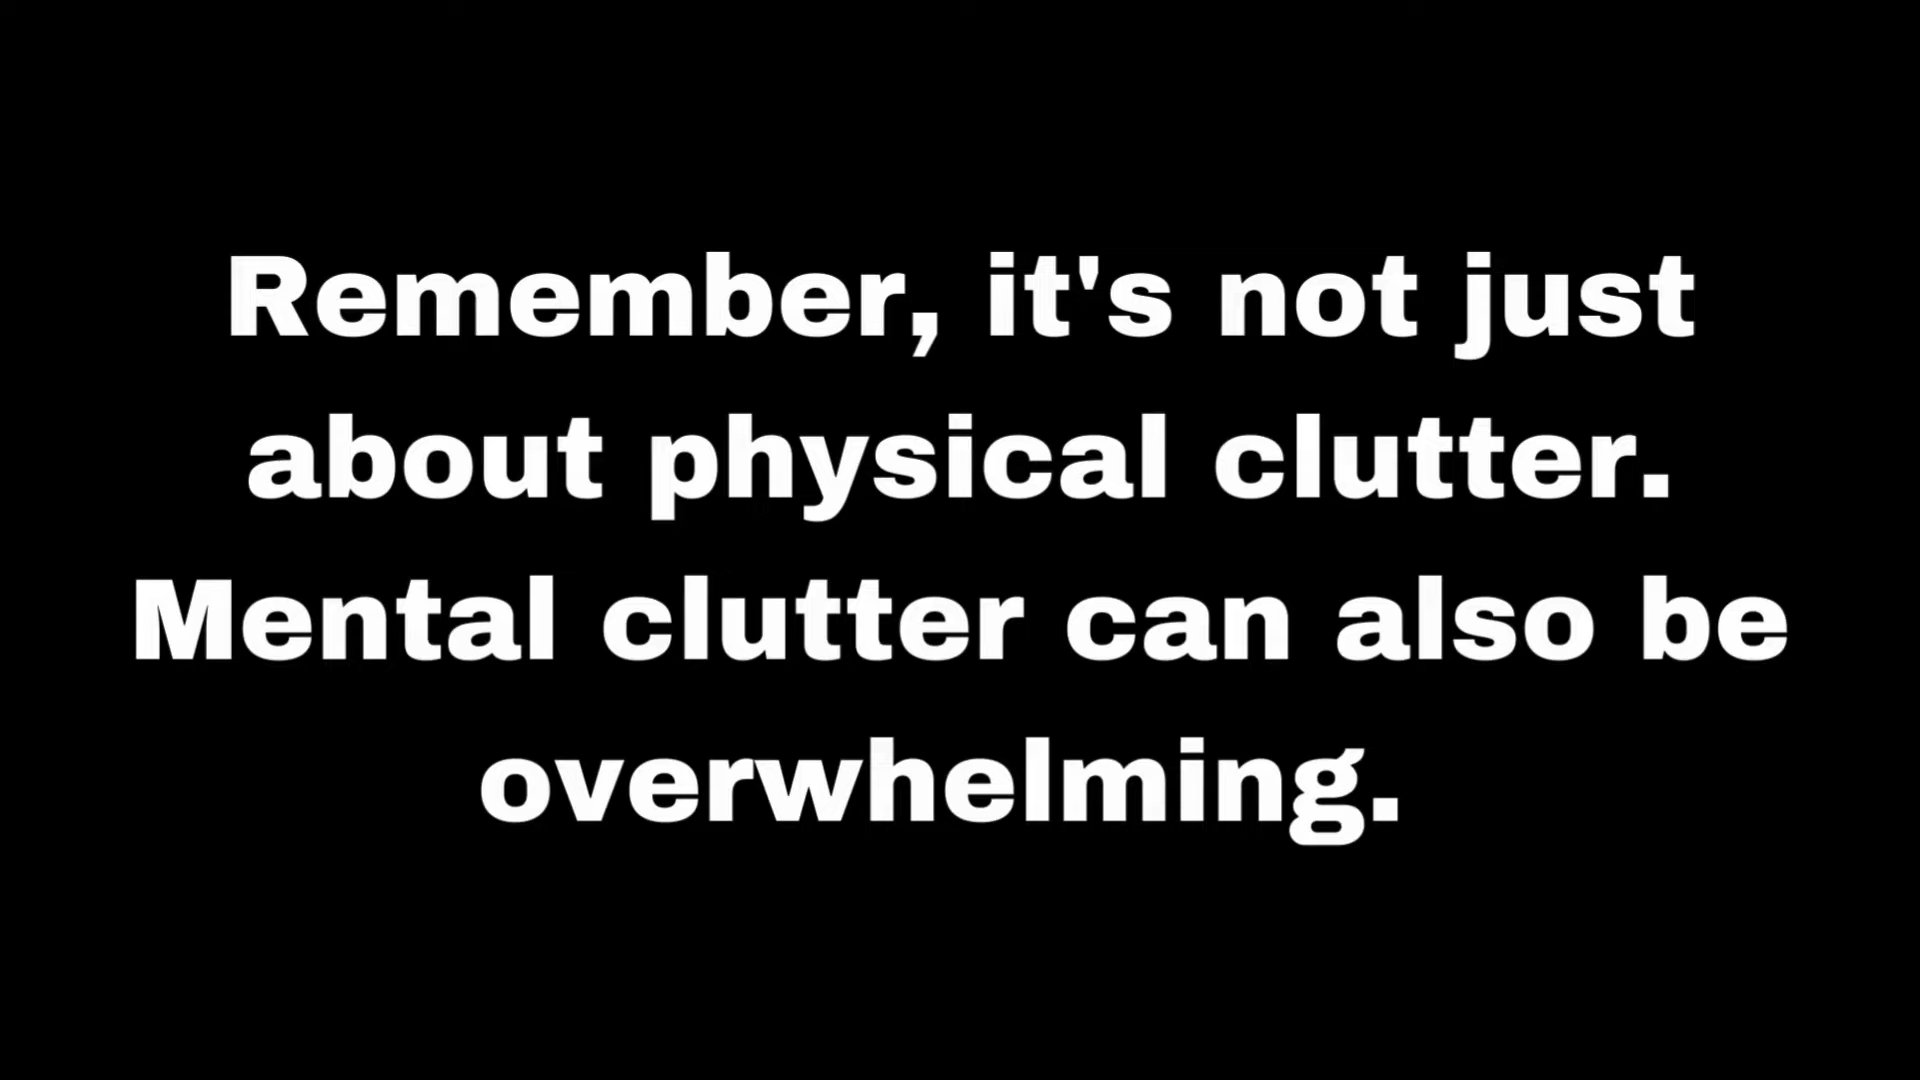 Remember, it's not just
about physical clutter.
Mental clutter can also be
overwhelming.